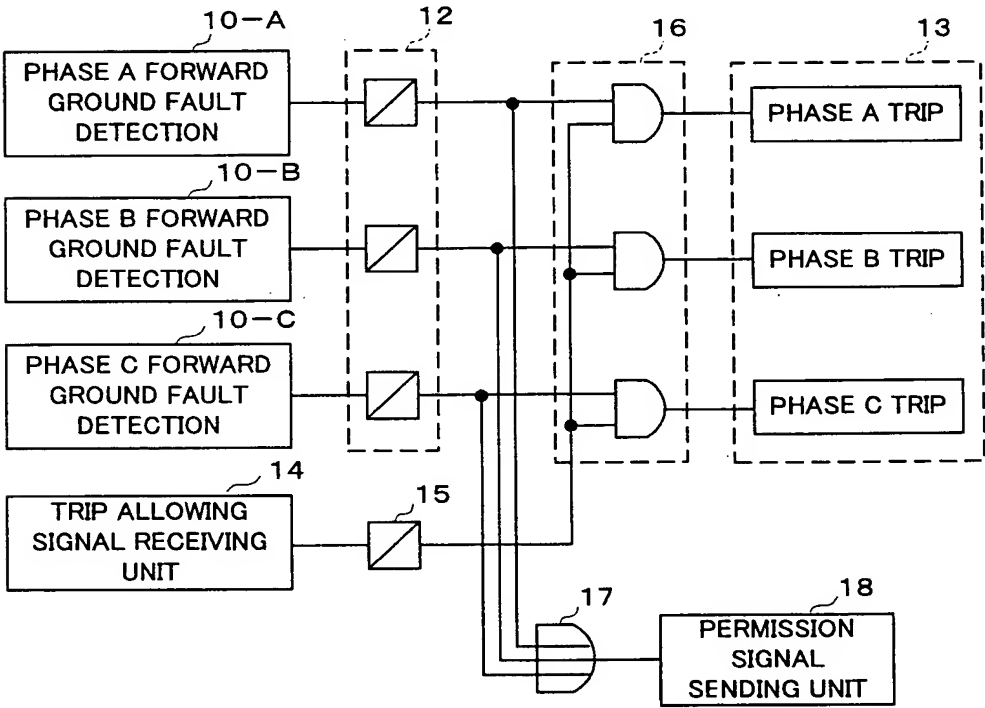 10-A
12
16
13
PHASE A FORWARD
GROUND FAULT
DETECTION
PHASE A TRIP
10-B
PHASE B FORWARD
GROUND FAULT
DETECTION
PHASE B TRIP
10-C
PHASE C FORWARD
GROUND FAULT
DETECTION
PHASE C TRIP
14
15
TRIP ALLOWING
SIGNAL RECEIVING
UNIT
17
18
PERMISSION
SIGNAL
SENDING UNIT